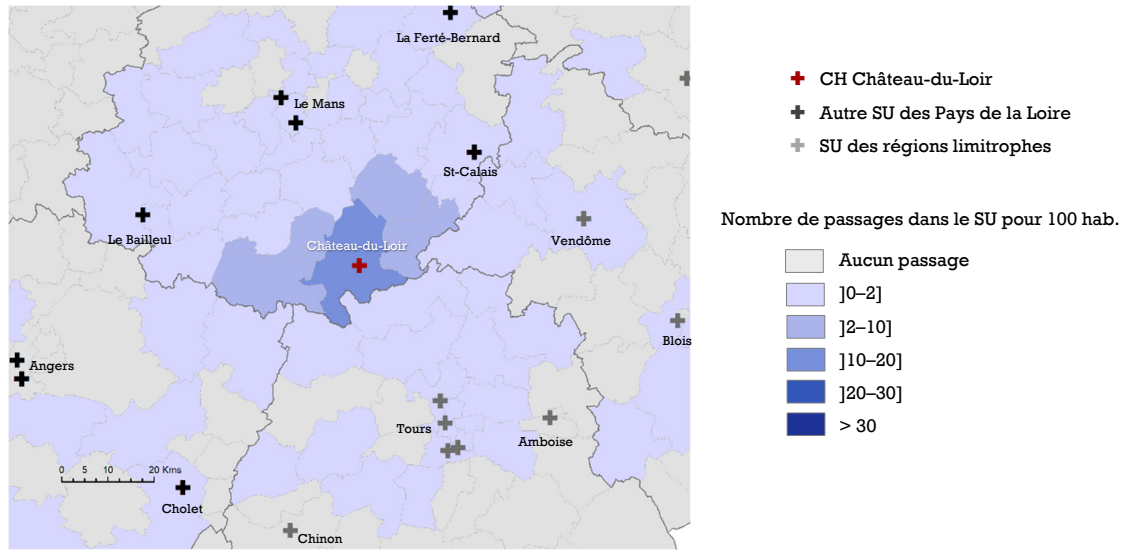 La Ferté-Bernard
Le Mans
St-Calais
Le Bailleul
Château-du-Loir
Vendôme
Blois
Angers
Tours
Amboise
0 5 10 20 Kms
Cholet
Chinon
CH Château-du-Loir
Autre SU des Pays de la Loire
SU des régions limitrophes
Nombre de passages dans le SU pour 100 hab.
Aucun passage
]0–2]
]2–10]
]10–20]
]20–30]
> 30